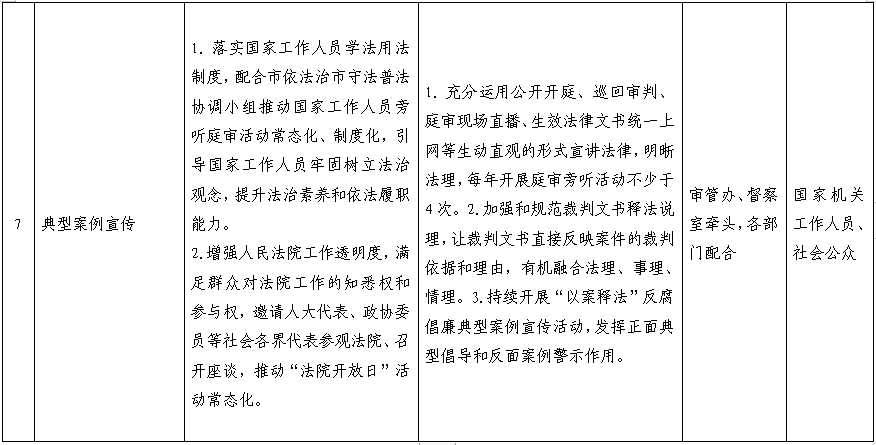 7
典型案例宣传
1. 落实国家工作人员学法用法
制度，配合市依法治市守法普法
协调小组推动国家工作人员旁
听庭审活动常态化、制度化，引
导国家工作人员牢固树立法治
观念，提升法治素养和依法履职
能力。
2.增强人民法院工作透明度，满
足群众对法院工作的知悉权和
参与权，邀请人大代表、政协委
员等社会各界代表参观法院、召
开座谈，推动“法院开放日”活
动常态化。
1. 充分运用公开开庭、巡回审判、
庭审现场直播、生效法律文书统一上
网等生动直观的形式宣讲法律，明晰
法理，每年开展庭审旁听活动不少于
4 次。2.加强和规范裁判文书释法说
理，让裁判文书直接反映案件的裁判
依据和理由，有机融合法理、事理、
情理。3.持续开展“以案释法”反腐
倡廉典型案例宣传活动，发挥正面典
型倡导和反面案例警示作用。
审管办、督察
室牵头，各部
门配合
国家机关
工作人员、
社会公众